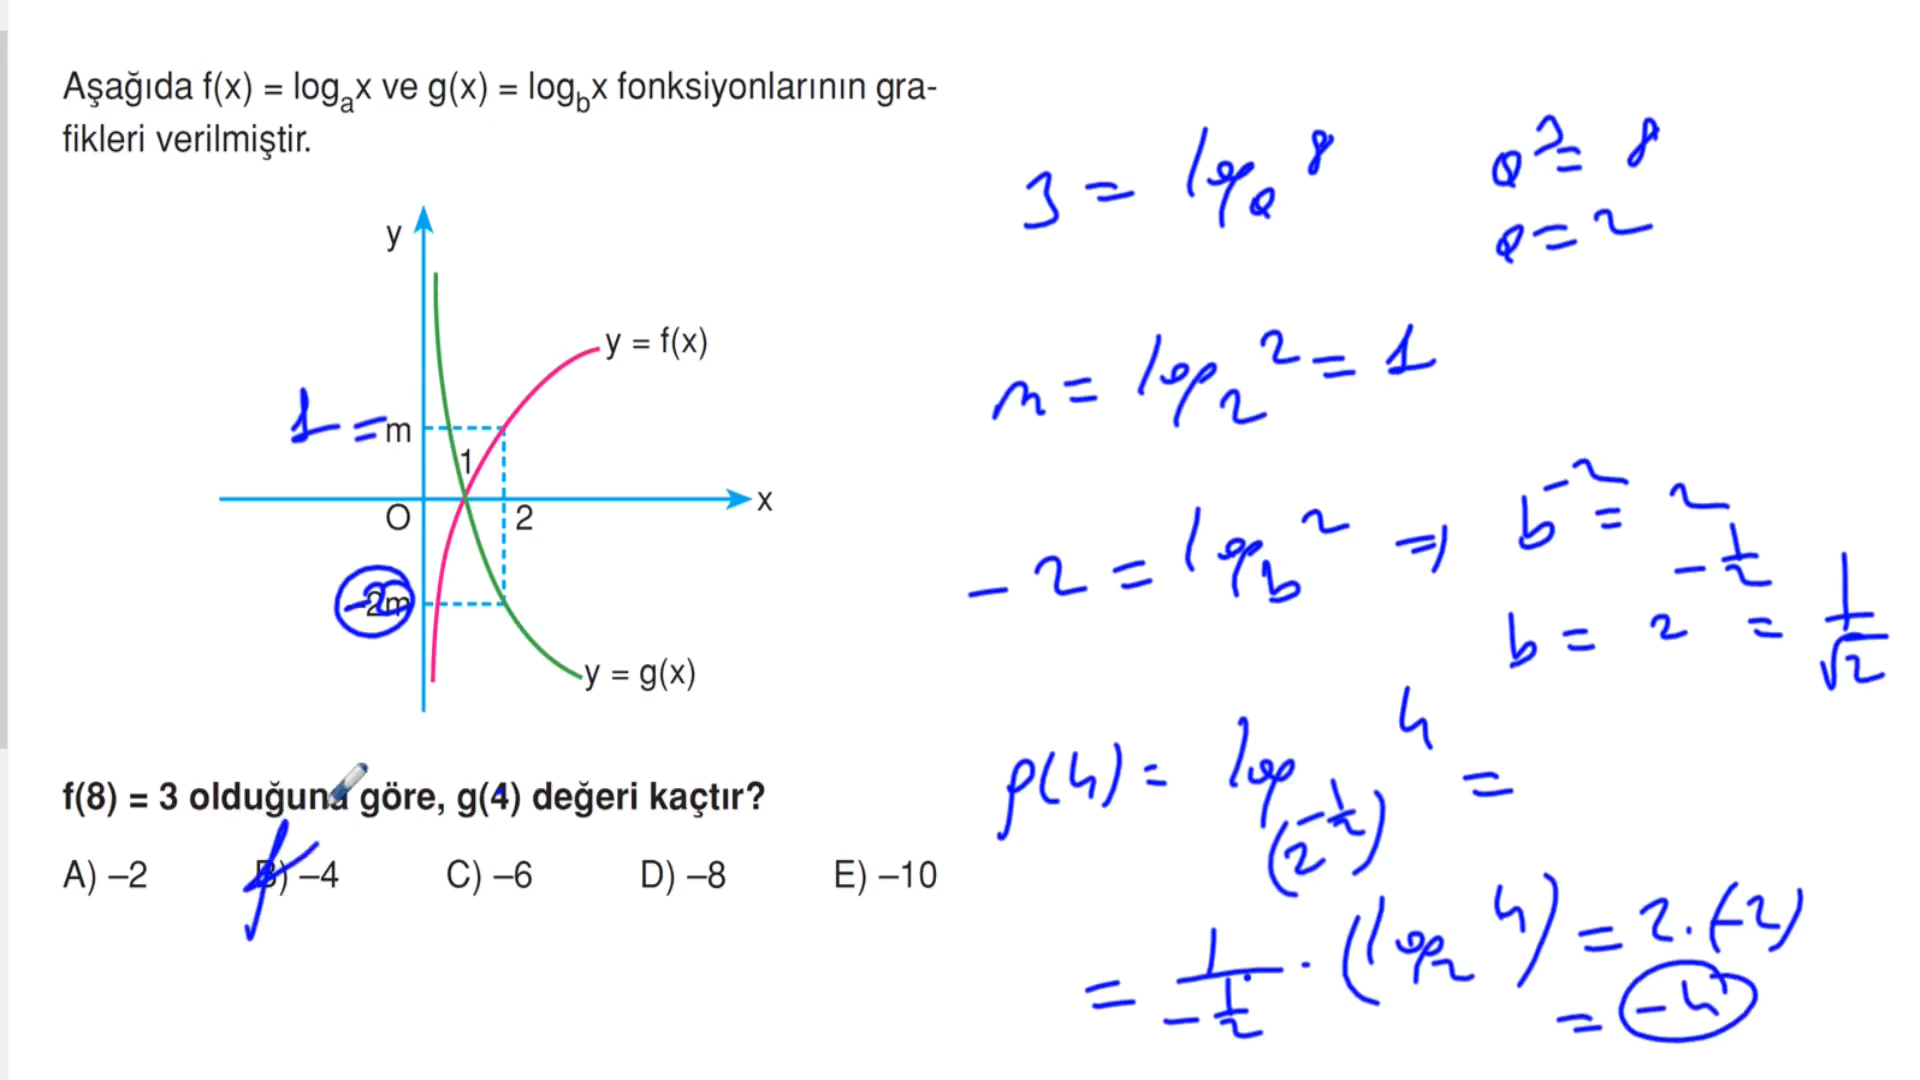 Aşağıda f(x) = logₐx ve g(x) = log_b x fonksiyonlarının gra-
fikleri verilmiştir.
y
y = f(x)
1 = m
1
O
2
x
-2
–2m
y = g(x)
f(8) = 3 olduğuna göre, g(4) değeri kaçtır?
A) –2 B) –4 C) –6 D) –8 E) –10
3 = logₐ 8
a³ = 8
a = 2
m = log₂ 2 = 1
-2 = log_b 2 ⇒ b⁻² = 2
b = 2^(-1/2) = 1/√2
g(4) = log_(2^(-1/2)) 4 =
= 1/(-1/2) · (log₂ 4) = 2·(-2)
= -4